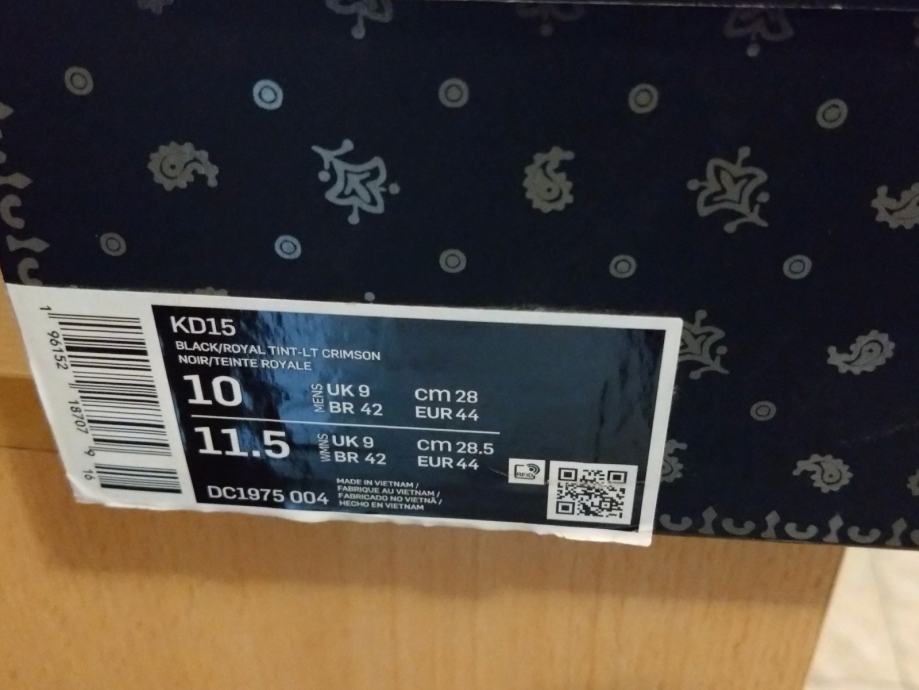 KD15
BLACK/ROYAL TINT-LT CRIMSON
NOIR/TEINTE ROYALE
10 MENS UK 9 cm 28
BR 42 EUR 44
11.5 WMNS UK 9 cm 28.5
BR 42 EUR 44
DC1975 004
MADE IN VIETNAM /
FABRIQUE AU VIETNAM /
FABRICADO NO VIETNÃ /
HECHO EN VIETNAM
RFID
1 96152 18707 9 16